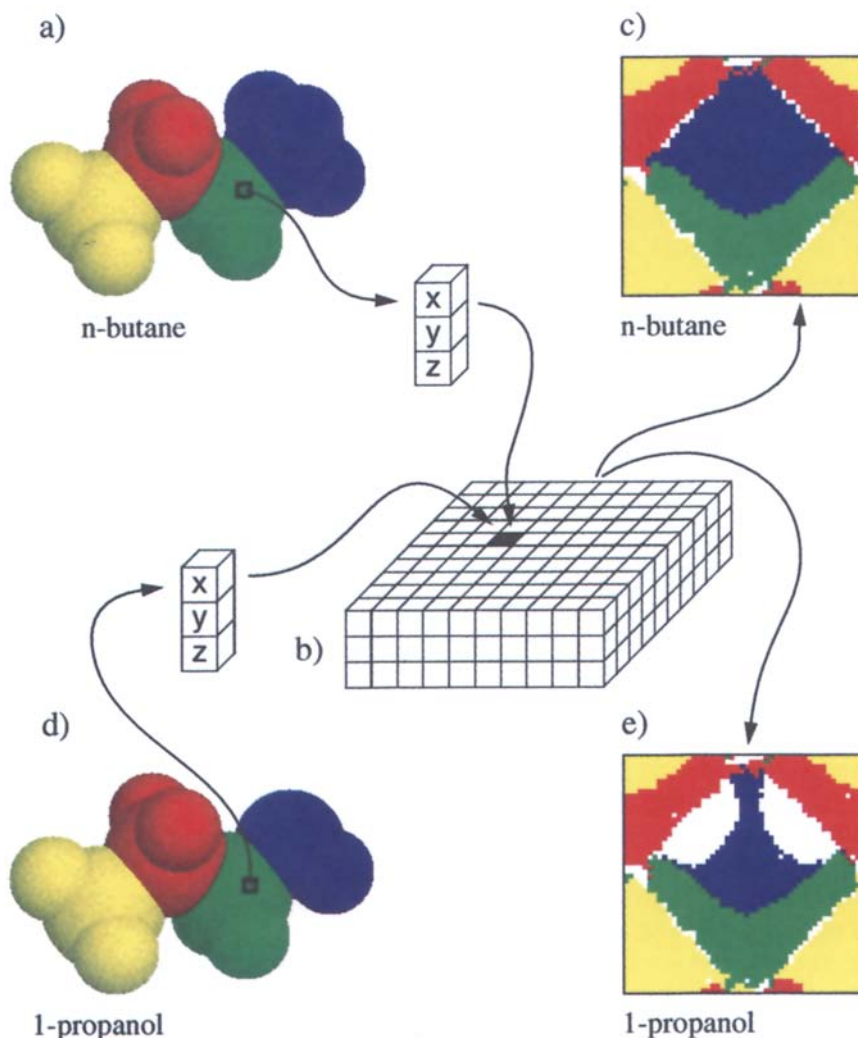 a)
c)
n-butane
x
y
z
n-butane
x
y
z
b)
d)
e)
1-propanol
1-propanol